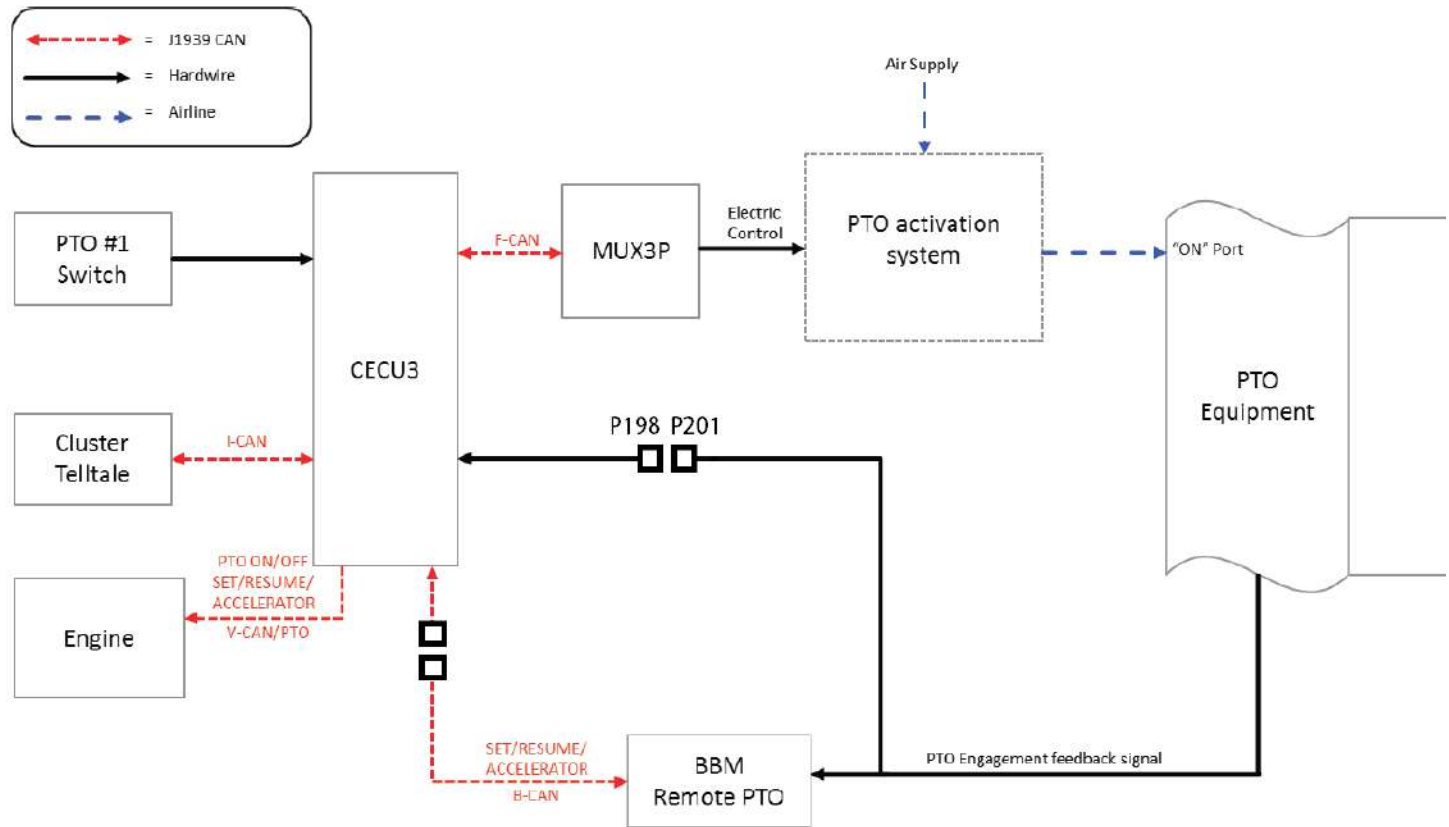 = J1939 CAN
= Hardwire
= Airline
Air Supply
PTO #1
Switch
CECU3
F-CAN
MUX3P
Electric
Control
PTO activation
system
"ON" Port
PTO
Equipment
Cluster
Telltale
I-CAN
P198 P201
PTO ON/OFF
SET/RESUME/
ACCELERATOR
V-CAN/PTO
Engine
SET/RESUME/
ACCELERATOR
B-CAN
BBM
Remote PTO
PTO Engagement feedback signal